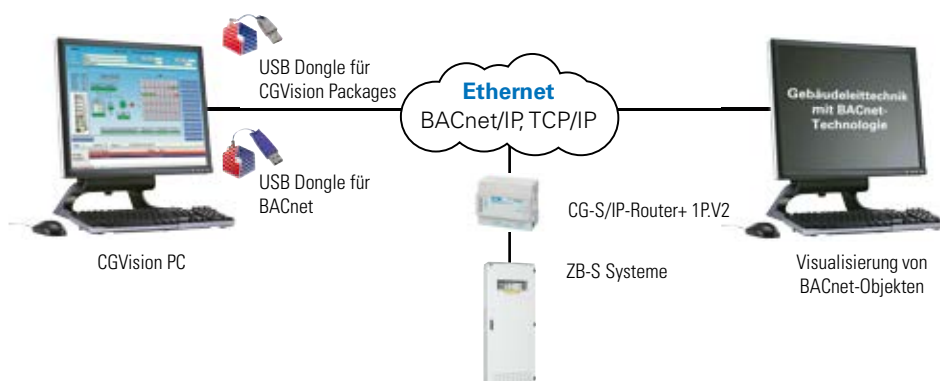 USB Dongle für
CGVision Packages
Ethernet
BACnet/IP, TCP/IP
Gebäudeleittechnik
mit BACnet-
Technologie
USB Dongle für
BACnet
CG-S/IP-Router+ 1P.V2
CGVision PC
ZB-S Systeme
Visualisierung von
BACnet-Objekten